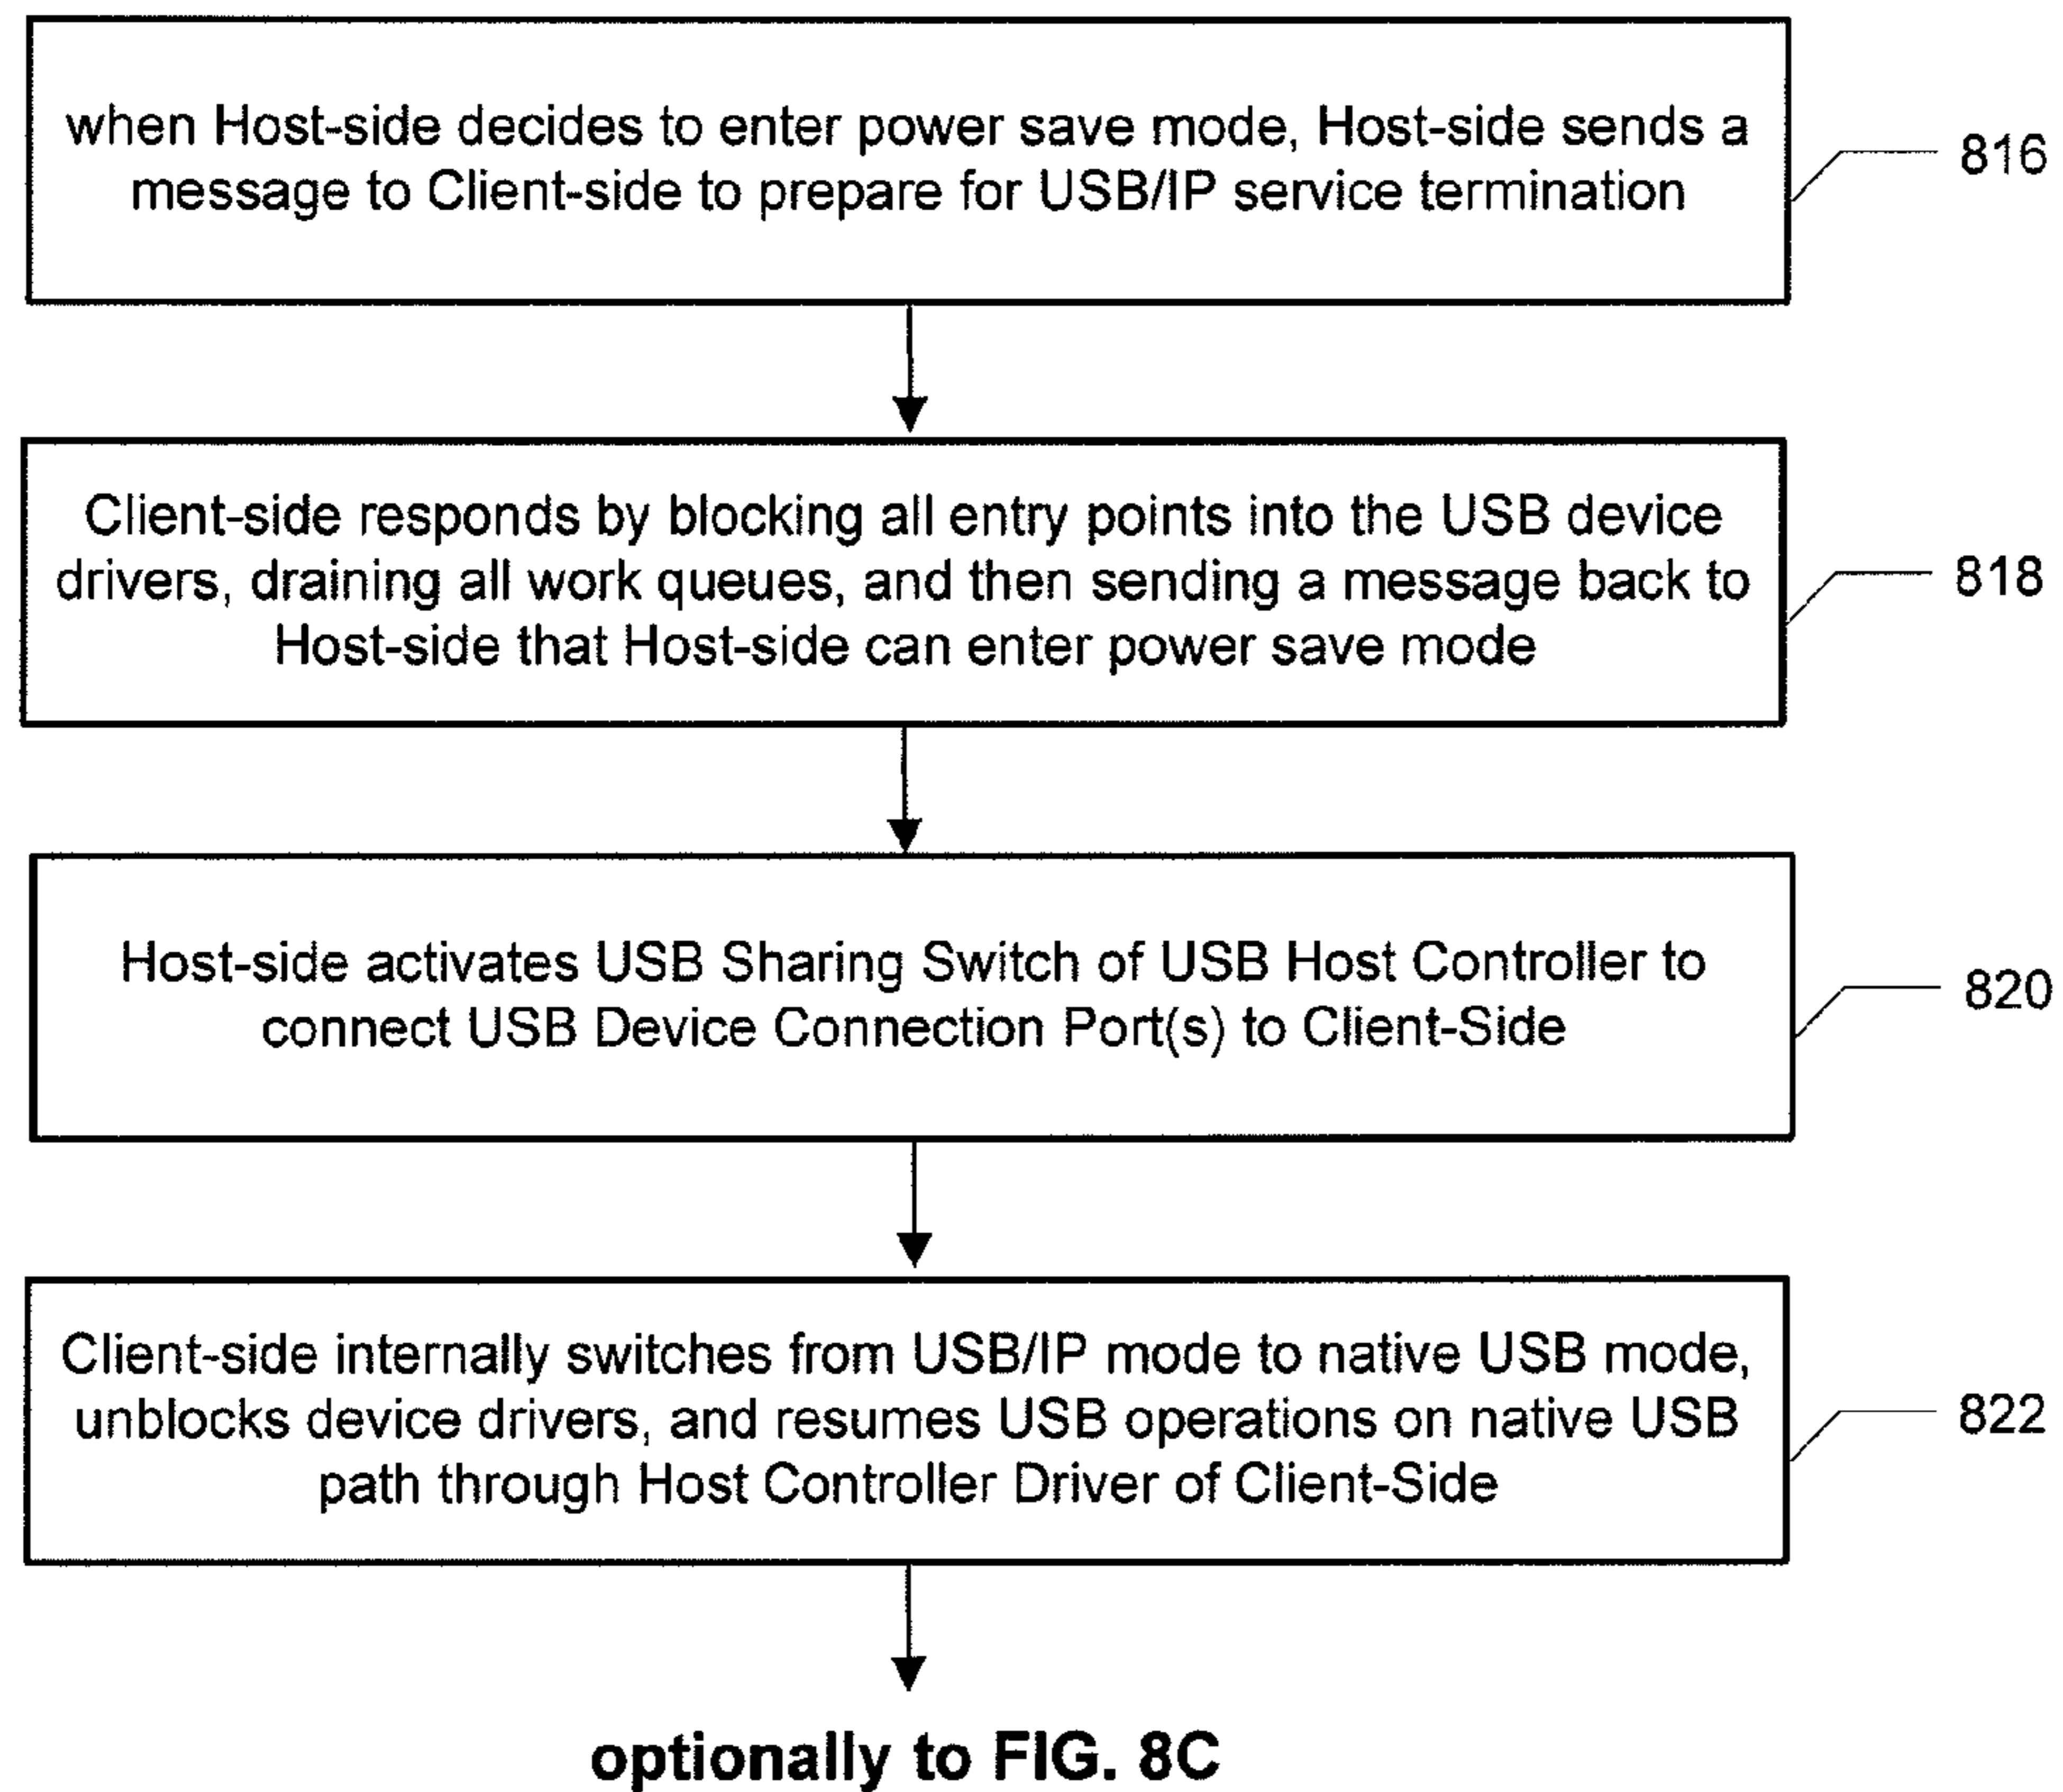 when Host-side decides to enter power save mode, Host-side sends a
message to Client-side to prepare for USB/IP service termination
816
Client-side responds by blocking all entry points into the USB device
drivers, draining all work queues, and then sending a message back to
Host-side that Host-side can enter power save mode
818
Host-side activates USB Sharing Switch of USB Host Controller to
connect USB Device Connection Port(s) to Client-Side
820
Client-side internally switches from USB/IP mode to native USB mode,
unblocks device drivers, and resumes USB operations on native USB
path through Host Controller Driver of Client-Side
822
optionally to FIG. 8C